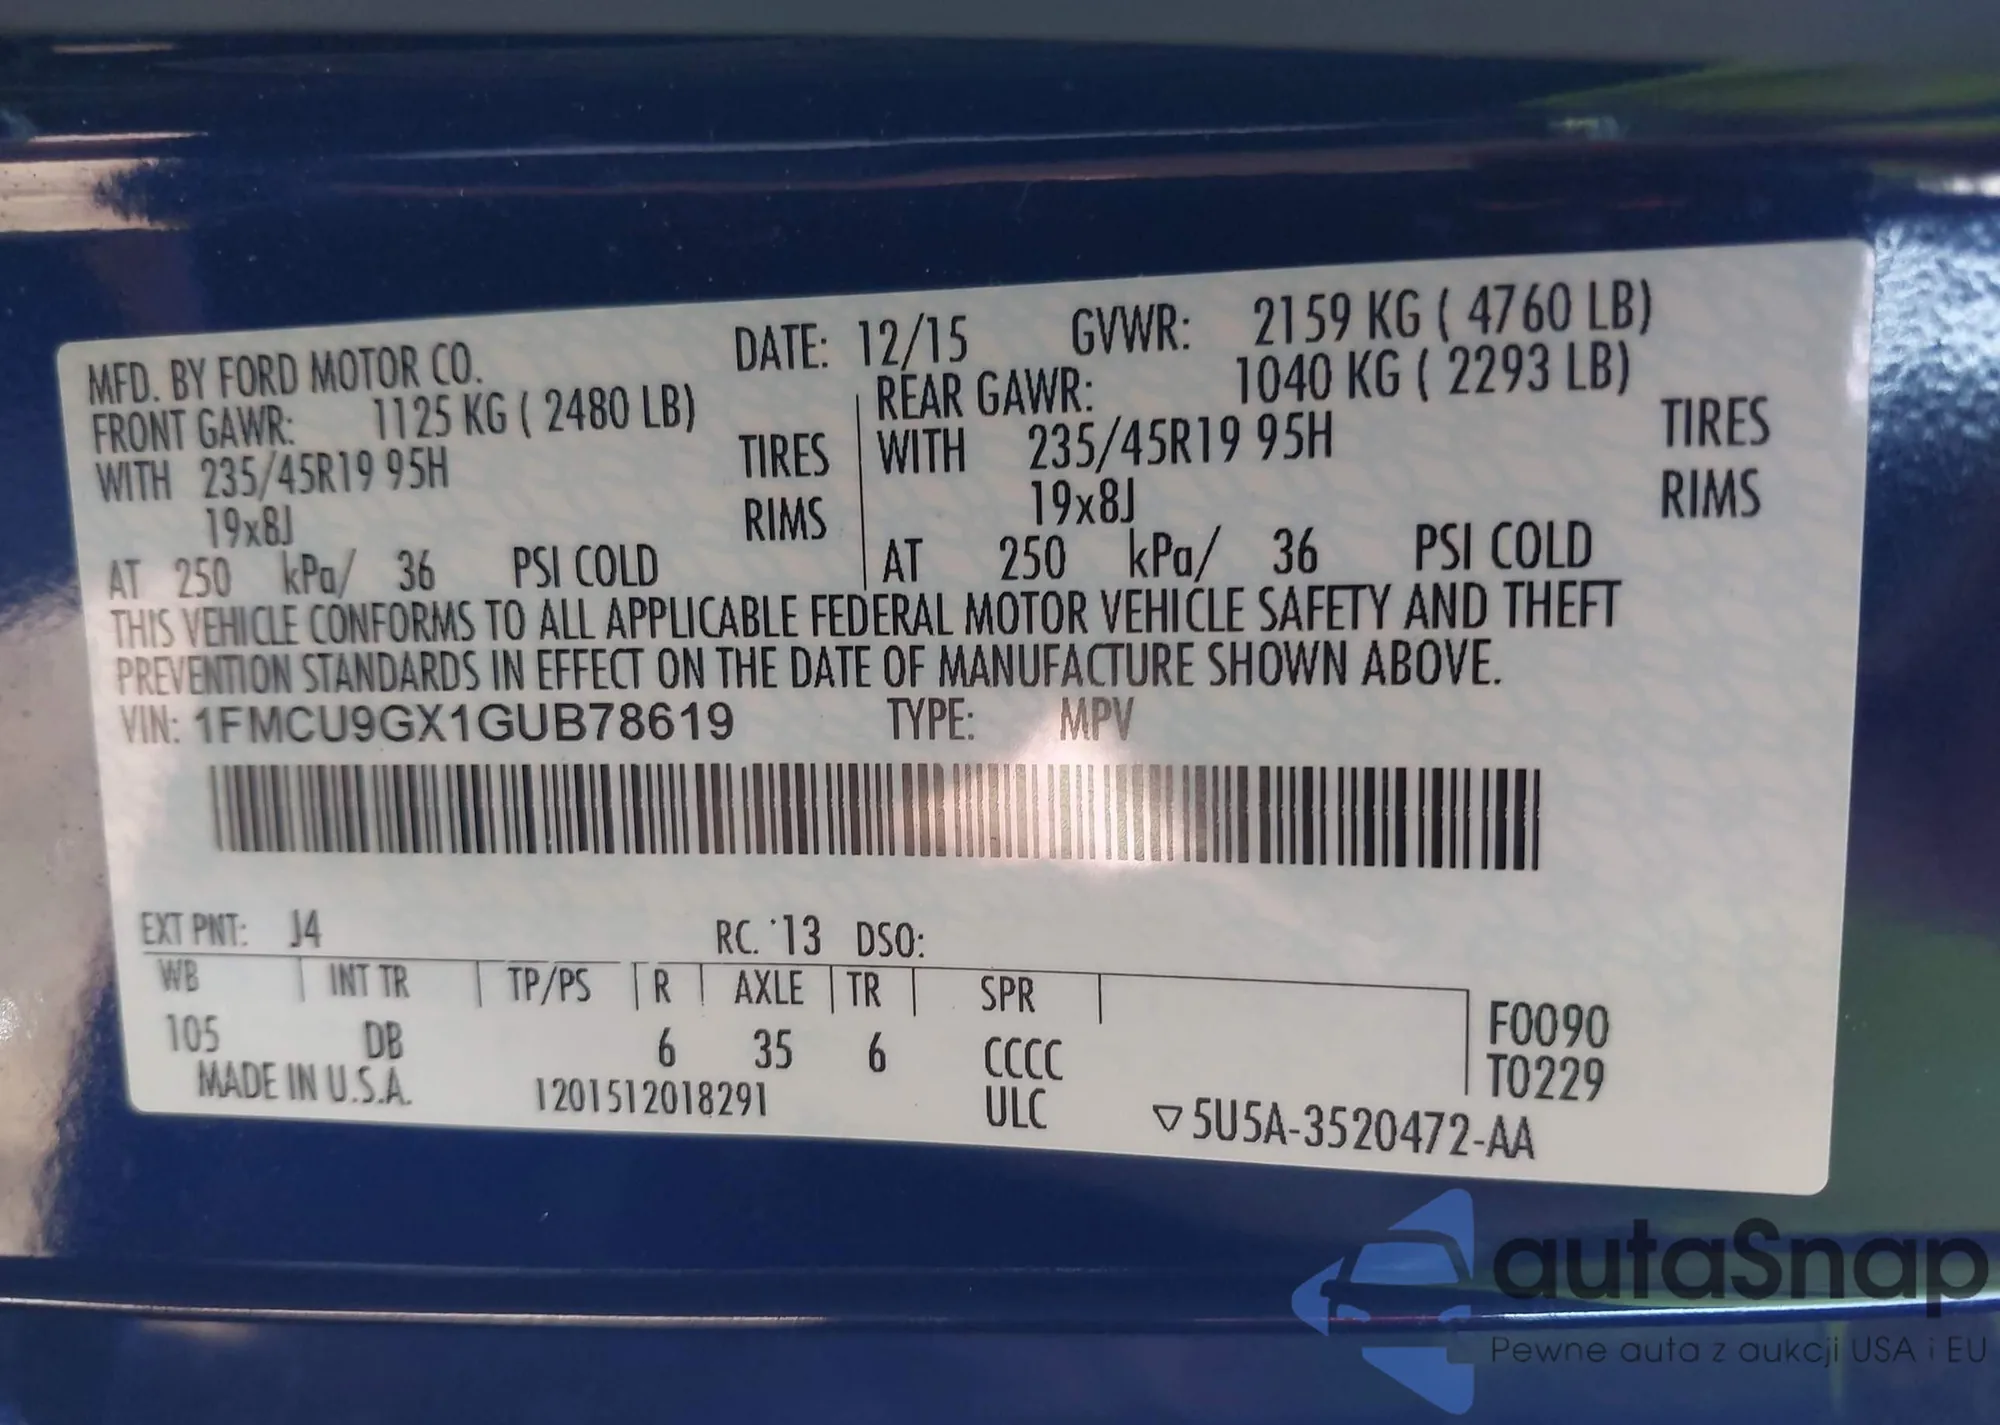 MFD. BY FORD MOTOR CO. DATE: 12/15 GVWR: 2159 KG ( 4760 LB)
FRONT GAWR: 1125 KG ( 2480 LB) REAR GAWR: 1040 KG ( 2293 LB)
WITH 235/45R19 95H TIRES WITH 235/45R19 95H TIRES
19x8J RIMS 19x8J RIMS
AT 250 kPa/ 36 PSI COLD AT 250 kPa/ 36 PSI COLD
THIS VEHICLE CONFORMS TO ALL APPLICABLE FEDERAL MOTOR VEHICLE SAFETY AND THEFT
PREVENTION STANDARDS IN EFFECT ON THE DATE OF MANUFACTURE SHOWN ABOVE.
VIN: 1FMCU9GX1GUB78619 TYPE: MPV
EXT PNT: J4 RC. '13 DSO:
WB INT TR TP/PS R AXLE TR SPR
105 DB 6 35 6 CCCC F0090
MADE IN U.S.A. 1201512018291 ULC T0229
▽5U5A-3520472-AA
autaSnap
Pewne auta z aukcji USA i EU